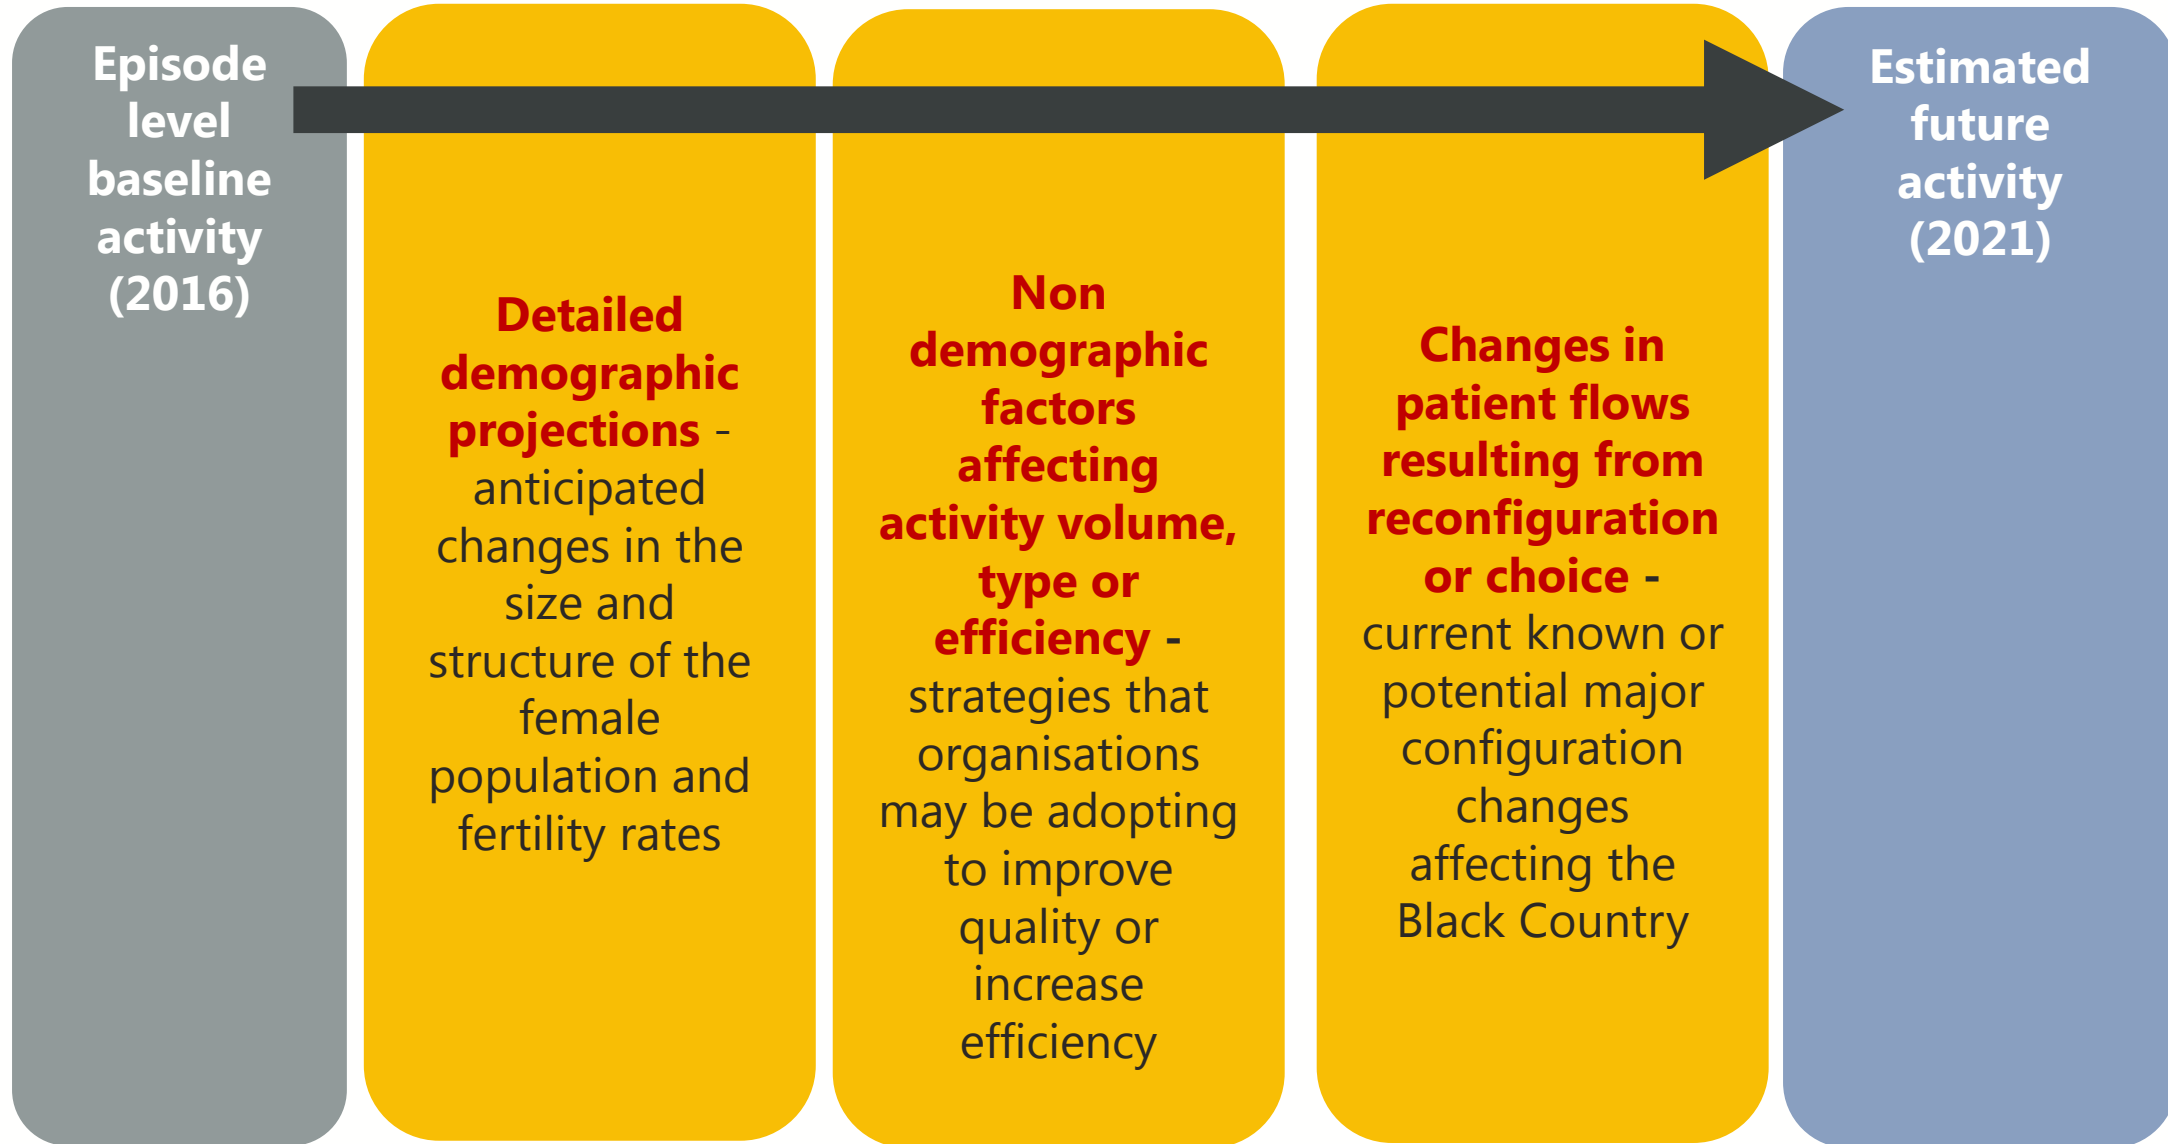 Episode
level
baseline
activity
(2016)
Detailed
demographic
projections -
anticipated
changes in the
size and
structure of the
female
population and
fertility rates
Non
demographic
factors
affecting
activity volume,
type or
efficiency -
strategies that
organisations
may be adopting
to improve
quality or
increase
efficiency
Changes in
patient flows
resulting from
reconfiguration
or choice -
current known or
potential major
configuration
changes
affecting the
Black Country
Estimated
future
activity
(2021)